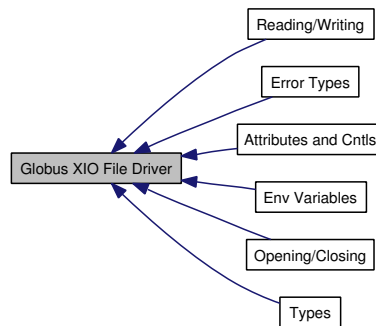 Reading/Writing
Error Types
Attributes and Cntls
Globus XIO File Driver
Env Variables
Opening/Closing
Types